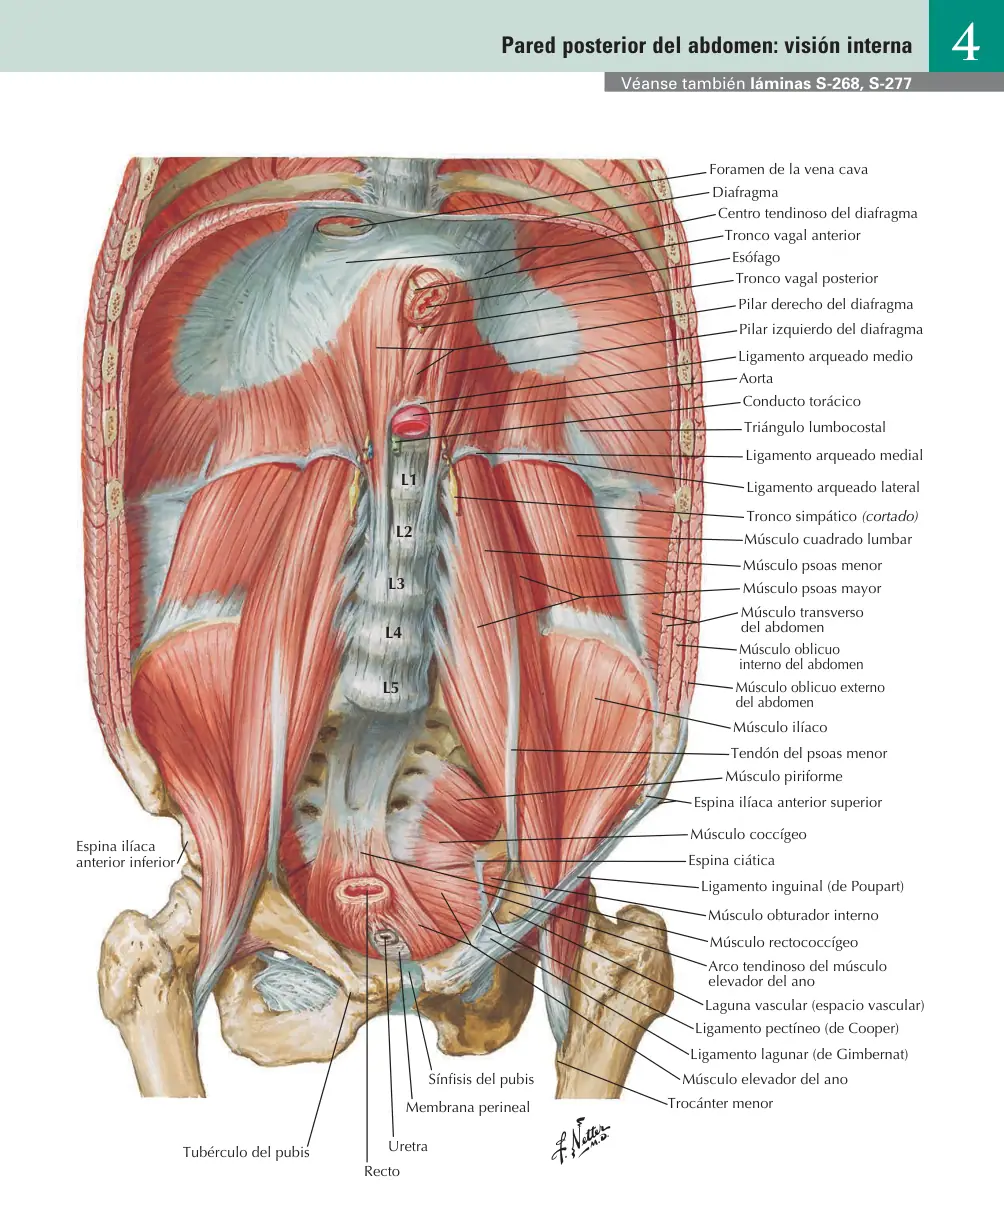 Pared posterior del abdomen: visión interna
4
Véanse también láminas S-268, S-277
Foramen de la vena cava
Diafragma
Centro tendinoso del diafragma
Tronco vagal anterior
Esófago
Tronco vagal posterior
Pilar derecho del diafragma
Pilar izquierdo del diafragma
Ligamento arqueado medio
Aorta
Conducto torácico
Triángulo lumbocostal
Ligamento arqueado medial
Ligamento arqueado lateral
Tronco simpático (cortado)
Músculo cuadrado lumbar
Músculo psoas menor
Músculo psoas mayor
Músculo transverso
del abdomen
Músculo oblicuo
interno del abdomen
Músculo oblicuo externo
del abdomen
Músculo ilíaco
Tendón del psoas menor
Músculo piriforme
Espina ilíaca anterior superior
Músculo coccígeo
Espina ciática
Ligamento inguinal (de Poupart)
Músculo obturador interno
Músculo rectococcígeo
Arco tendinoso del músculo
elevador del ano
Laguna vascular (espacio vascular)
Ligamento pectíneo (de Cooper)
Ligamento lagunar (de Gimbernat)
Músculo elevador del ano
Trocánter menor
L1
L2
L3
L4
L5
Espina ilíaca
anterior inferior
Sínfisis del pubis
Membrana perineal
Uretra
Tubérculo del pubis
Recto
F. Netter
M.D.